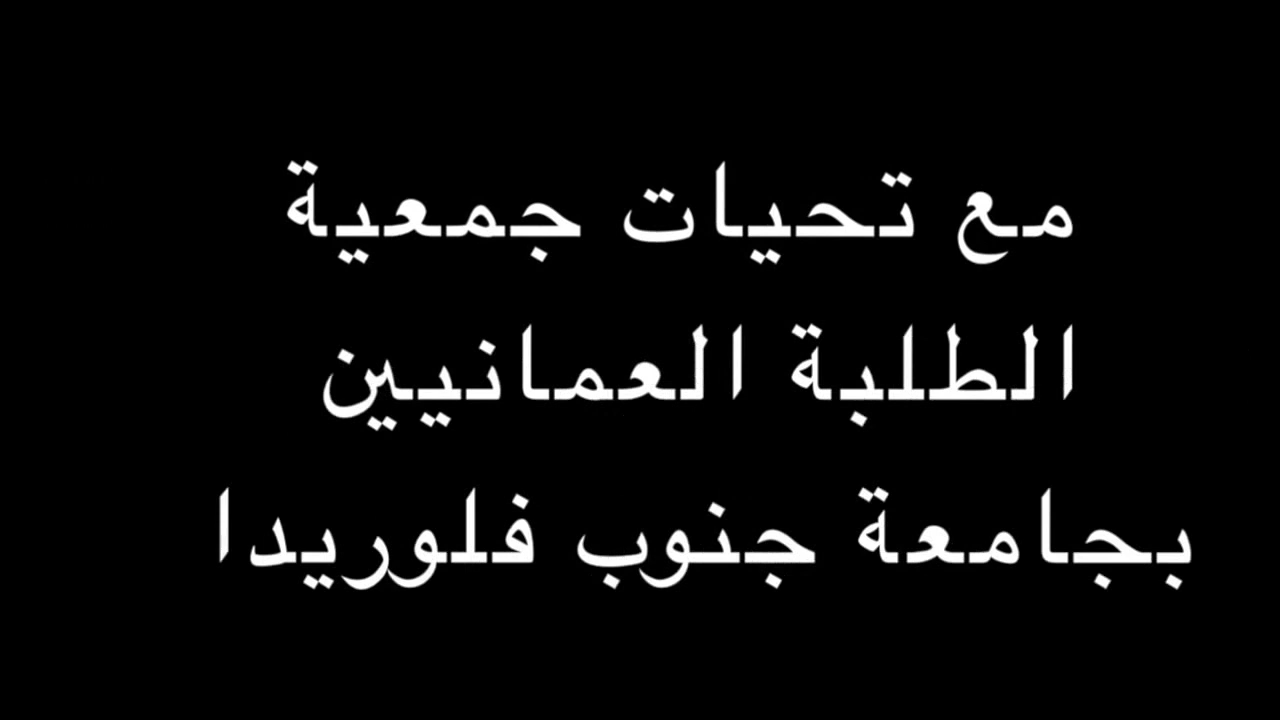 مع تحيات جمعية
الطلبة العمانيين
بجامعة جنوب فلوريدا